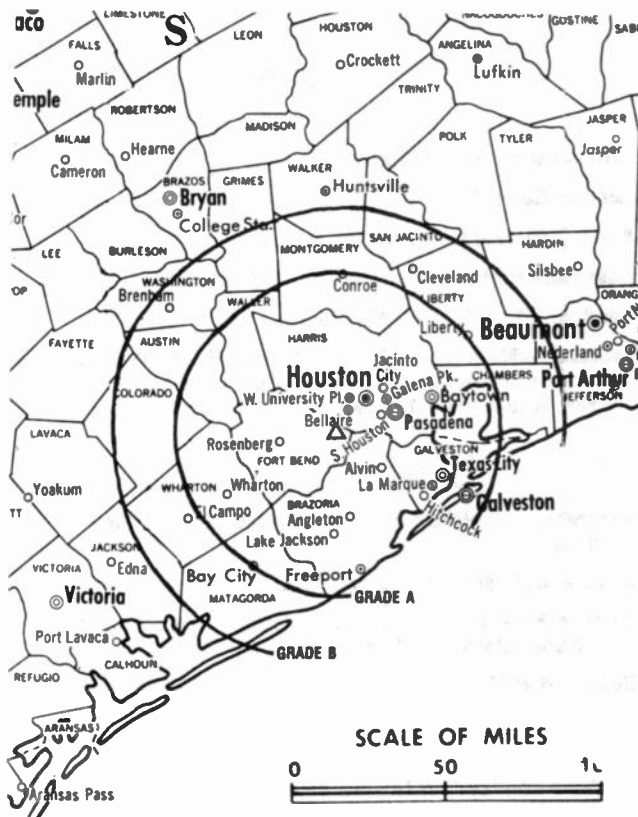 aco
LIMESTONE
S
FALLS
Marlin
LEON
HOUSTON
Crockett
NACOGDOCHES
ANGELINA
Lufkin
emple
ROBERTSON
TRINITY
MADISON
POLK
TYLER
JASPER
Jasper
MILAM
Cameron
Hearne
BRAZOS
Bryan
College Sta.
GRIMES
WALKER
Huntsville
LEE
BURLESON
MONTGOMERY
SAN JACINTO
HARDIN
Silsbee
WASHINGTON
Brenham
WALLER
Conroe
Cleveland
LIBERTY
Liberty
ORANG
FAYETTE
AUSTIN
HARRIS
Beaumont
Nederland
Port Arthur
JEFFERSON
COLORADO
Houston
Jacinto
City
Galena Pk.
CHAMBERS
W. University Pl.
Baytown
Bellaire
Pasadena
S. Houston
LAVACA
Rosenberg
FORT BEND
GALVESTON
Alvin
Texas City
La Marque
Yoakum
WHARTON
Wharton
El Campo
BRAZORIA
Angleton
Hitchcock
Galveston
TT
Lake Jackson
JACKSON
Edna
Bay City
Freeport
VICTORIA
Victoria
MATAGORDA
GRADE A
Port Lavaca
GRADE B
CALHOUN
REFUGIO
ARANSAS
Aransas Pass
SCALE OF MILES
0 50